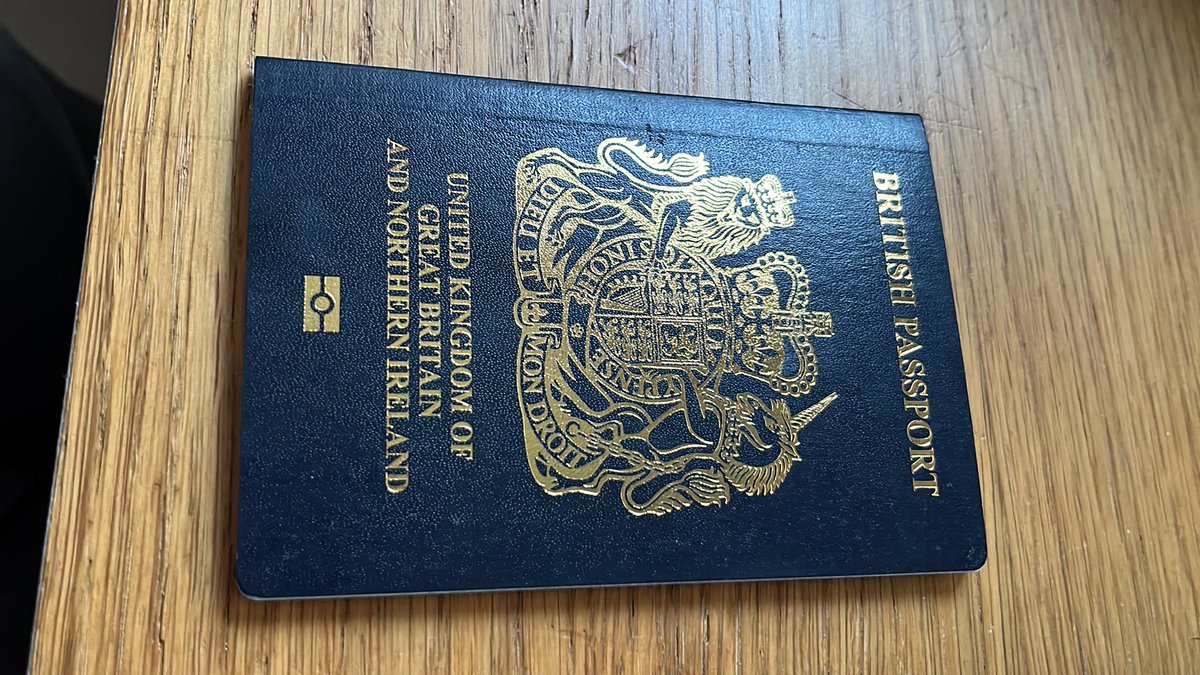 BRITISH PASSPORT
DIEU ET MON DROIT
UNITED KINGDOM OF
GREAT BRITAIN
AND NORTHERN IRELAND